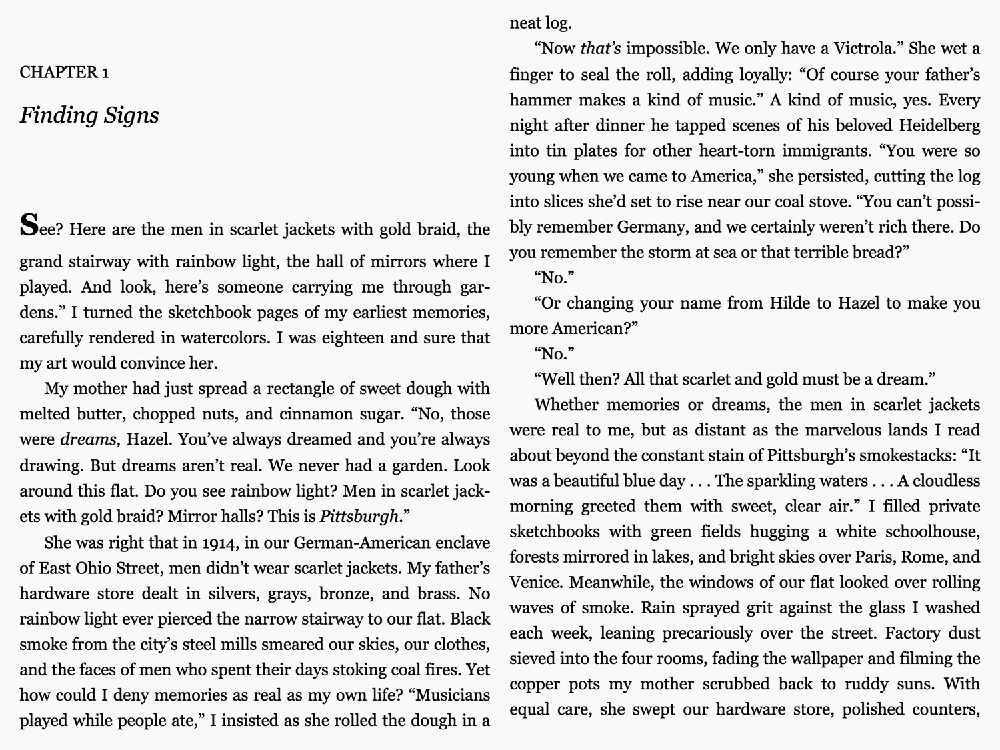 CHAPTER 1
Finding Signs
See? Here are the men in scarlet jackets with gold braid, the
grand stairway with rainbow light, the hall of mirrors where I
played. And look, here’s someone carrying me through gar-
dens.” I turned the sketchbook pages of my earliest memories,
carefully rendered in watercolors. I was eighteen and sure that
my art would convince her.
My mother had just spread a rectangle of sweet dough with
melted butter, chopped nuts, and cinnamon sugar. “No, those
were dreams, Hazel. You’ve always dreamed and you’re always
drawing. But dreams aren’t real. We never had a garden. Look
around this flat. Do you see rainbow light? Men in scarlet jack-
ets with gold braid? Mirror halls? This is Pittsburgh.”
She was right that in 1914, in our German-American enclave
of East Ohio Street, men didn’t wear scarlet jackets. My father’s
hardware store dealt in silvers, grays, bronze, and brass. No
rainbow light ever pierced the narrow stairway to our flat. Black
smoke from the city’s steel mills smeared our skies, our clothes,
and the faces of men who spent their days stoking coal fires. Yet
how could I deny memories as real as my own life? “Musicians
played while people ate,” I insisted as she rolled the dough in a
neat log.
“Now that’s impossible. We only have a Victrola.” She wet a
finger to seal the roll, adding loyally: “Of course your father’s
hammer makes a kind of music.” A kind of music, yes. Every
night after dinner he tapped scenes of his beloved Heidelberg
into tin plates for other heart-torn immigrants. “You were so
young when we came to America,” she persisted, cutting the log
into slices she’d set to rise near our coal stove. “You can’t possi-
bly remember Germany, and we certainly weren’t rich there. Do
you remember the storm at sea or that terrible bread?”
“No.”
“Or changing your name from Hilde to Hazel to make you
more American?”
“No.”
“Well then? All that scarlet and gold must be a dream.”
Whether memories or dreams, the men in scarlet jackets
were real to me, but as distant as the marvelous lands I read
about beyond the constant stain of Pittsburgh’s smokestacks: “It
was a beautiful blue day . . . The sparkling waters . . . A cloudless
morning greeted them with sweet, clear air.” I filled private
sketchbooks with green fields hugging a white schoolhouse,
forests mirrored in lakes, and bright skies over Paris, Rome, and
Venice. Meanwhile, the windows of our flat looked over rolling
waves of smoke. Rain sprayed grit against the glass I washed
each week, leaning precariously over the street. Factory dust
sieved into the four rooms, fading the wallpaper and filming the
copper pots my mother scrubbed back to ruddy suns. With
equal care, she swept our hardware store, polished counters,